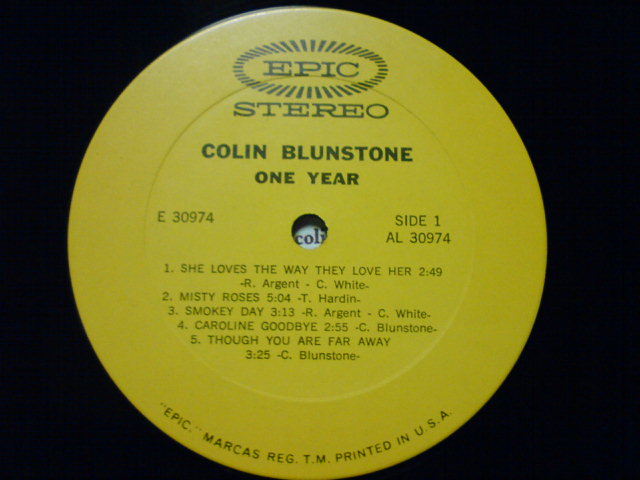 EPIC
STEREO
COLIN BLUNSTONE
ONE YEAR
E 30974
SIDE 1
AL 30974
coli
1. SHE LOVES THE WAY THEY LOVE HER 2:49
-R. Argent - C. White-
2. MISTY ROSES 5:04 -T. Hardin-
3. SMOKEY DAY 3:13 -R. Argent - C. White-
4. CAROLINE GOODBYE 2:55 -C. Blunstone-
5. THOUGH YOU ARE FAR AWAY
3:25 -C. Blunstone-
"EPIC," MARCAS REG. T.M. PRINTED IN U.S.A.